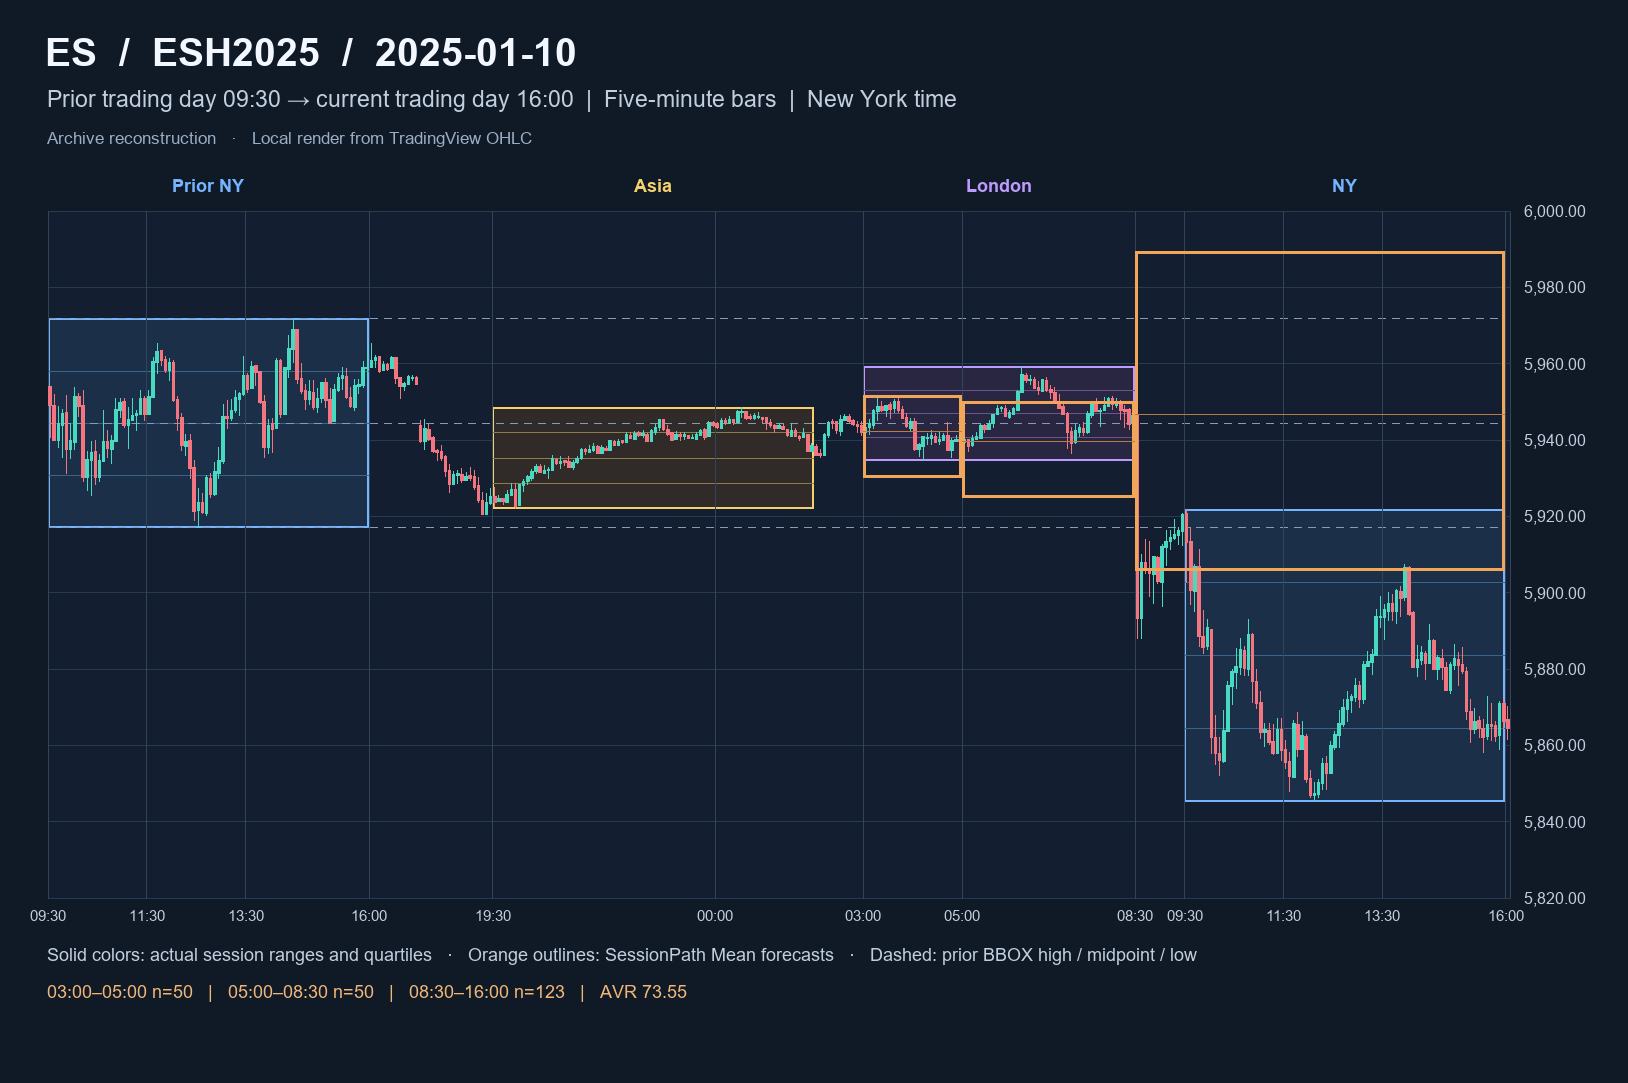 ES / ESH2025 / 2025-01-10
Prior trading day 09:30 → current trading day 16:00 | Five-minute bars | New York time
Archive reconstruction · Local render from TradingView OHLC
Prior NY Asia London NY
6,000.00
5,980.00
5,960.00
5,940.00
5,920.00
5,900.00
5,880.00
5,860.00
5,840.00
5,820.00
09:30 11:30 13:30 16:00 19:30 00:00 03:00 05:00 08:30 09:30 11:30 13:30 16:00
Solid colors: actual session ranges and quartiles · Orange outlines: SessionPath Mean forecasts · Dashed: prior BBOX high / midpoint / low
03:00–05:00 n=50 | 05:00–08:30 n=50 | 08:30–16:00 n=123 | AVR 73.55